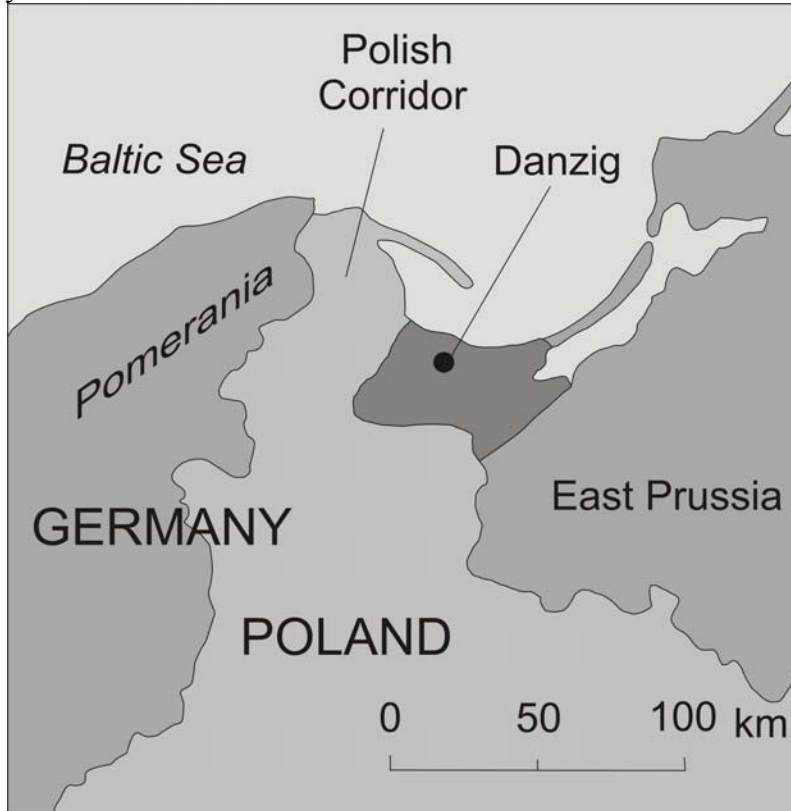 Polish
Corridor
Baltic Sea
Danzig
Pomerania
East Prussia
GERMANY
POLAND
0 50 100 km